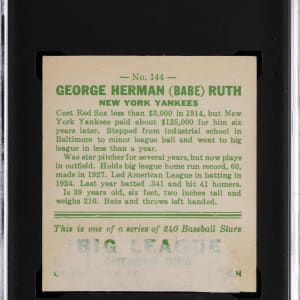 No. 144
GEORGE HERMAN (BABE) RUTH
NEW YORK YANKEES
Cost Red Sox less than $3,000 in 1914, but New
York Yankees paid about $125,000 for him six
years later. Stepped from industrial school in
Baltimore to minor league ball and went to big
league in less than a year.
Was star pitcher for several years, but now plays
in outfield. Holds big league home run record, 60,
made in 1927. Led American League in batting in
1924. Last year batted .341 and hit 41 homers.
Is 39 years old, six feet, two inches tall and
weighs 210. Bats and throws left handed.
This is one of a series of 240 Baseball Stars
BIG LEAGUE
CHEWING GUM